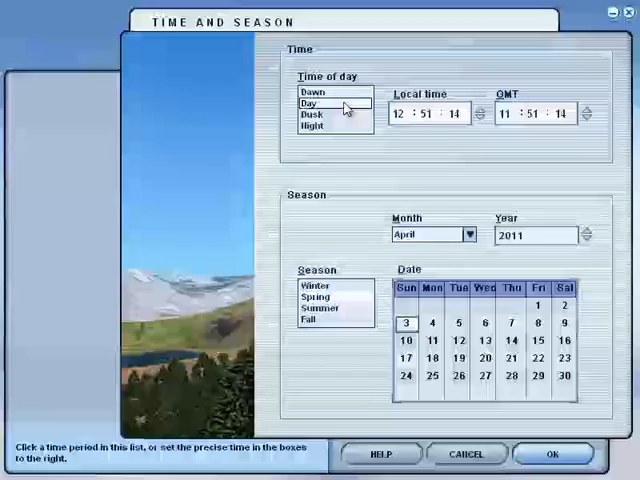 TIME AND SEASON
Time
Time of day
Dawn
Day
Dusk
Night
Local time
12 : 51 : 14
GMT
11 : 51 : 14
Season
Month
April
Year
2011
Season
Winter
Spring
Summer
Fall
Date
Sun Mon Tue Wed Thu Fri Sat
1 2
3 4 5 6 7 8 9
10 11 12 13 14 15 16
17 18 19 20 21 22 23
24 25 26 27 28 29 30
Click a time period in this list, or set the precise time in the boxes
to the right.
HELP
CANCEL
OK